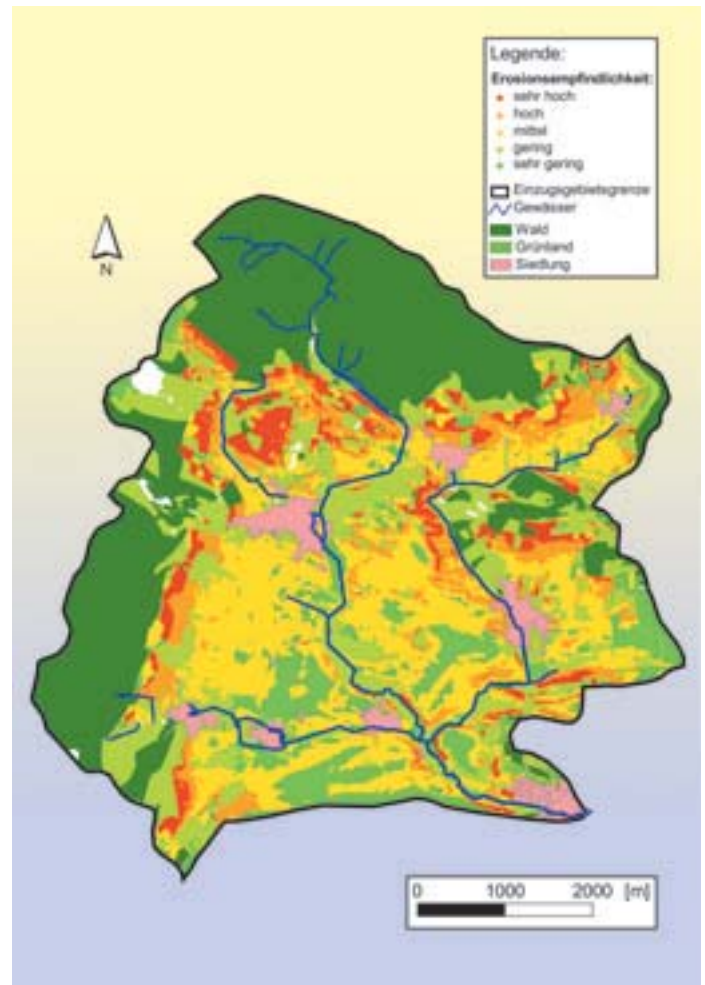 Legende:
Erosionsempfindlichkeit:
sehr hoch
hoch
mittel
gering
sehr gering
Einzugsgebietsgrenze
Gewässer
Wald
Grünland
Siedlung
N
0 1000 2000 [m]